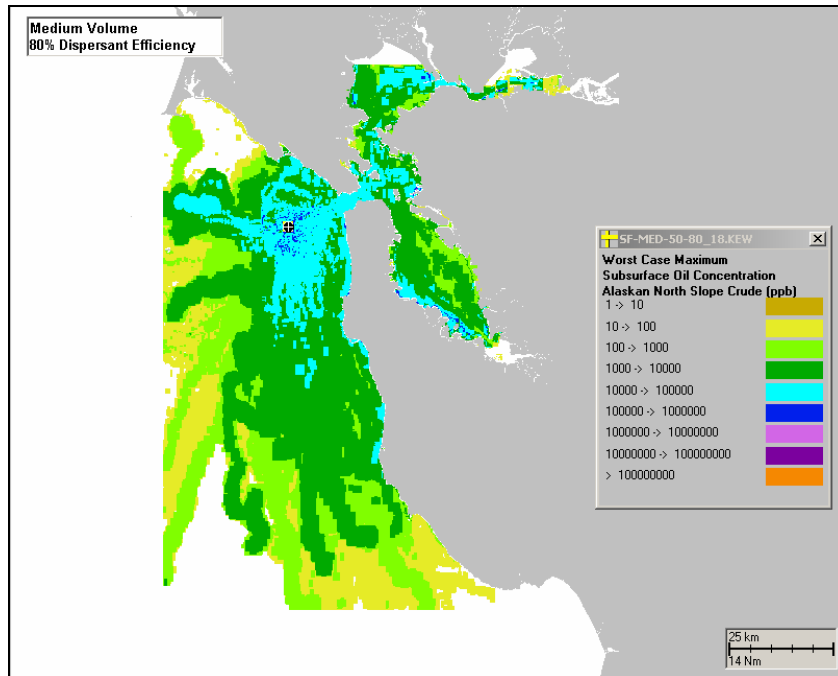 Medium Volume
80% Dispersant Efficiency
SF-MED-50-80_18.KEW
Worst Case Maximum
Subsurface Oil Concentration
Alaskan North Slope Crude (ppb)
1 -> 10
10 -> 100
100 -> 1000
1000 -> 10000
10000 -> 100000
100000 -> 1000000
1000000 -> 10000000
10000000 -> 100000000
> 100000000
25 km
14 Nm